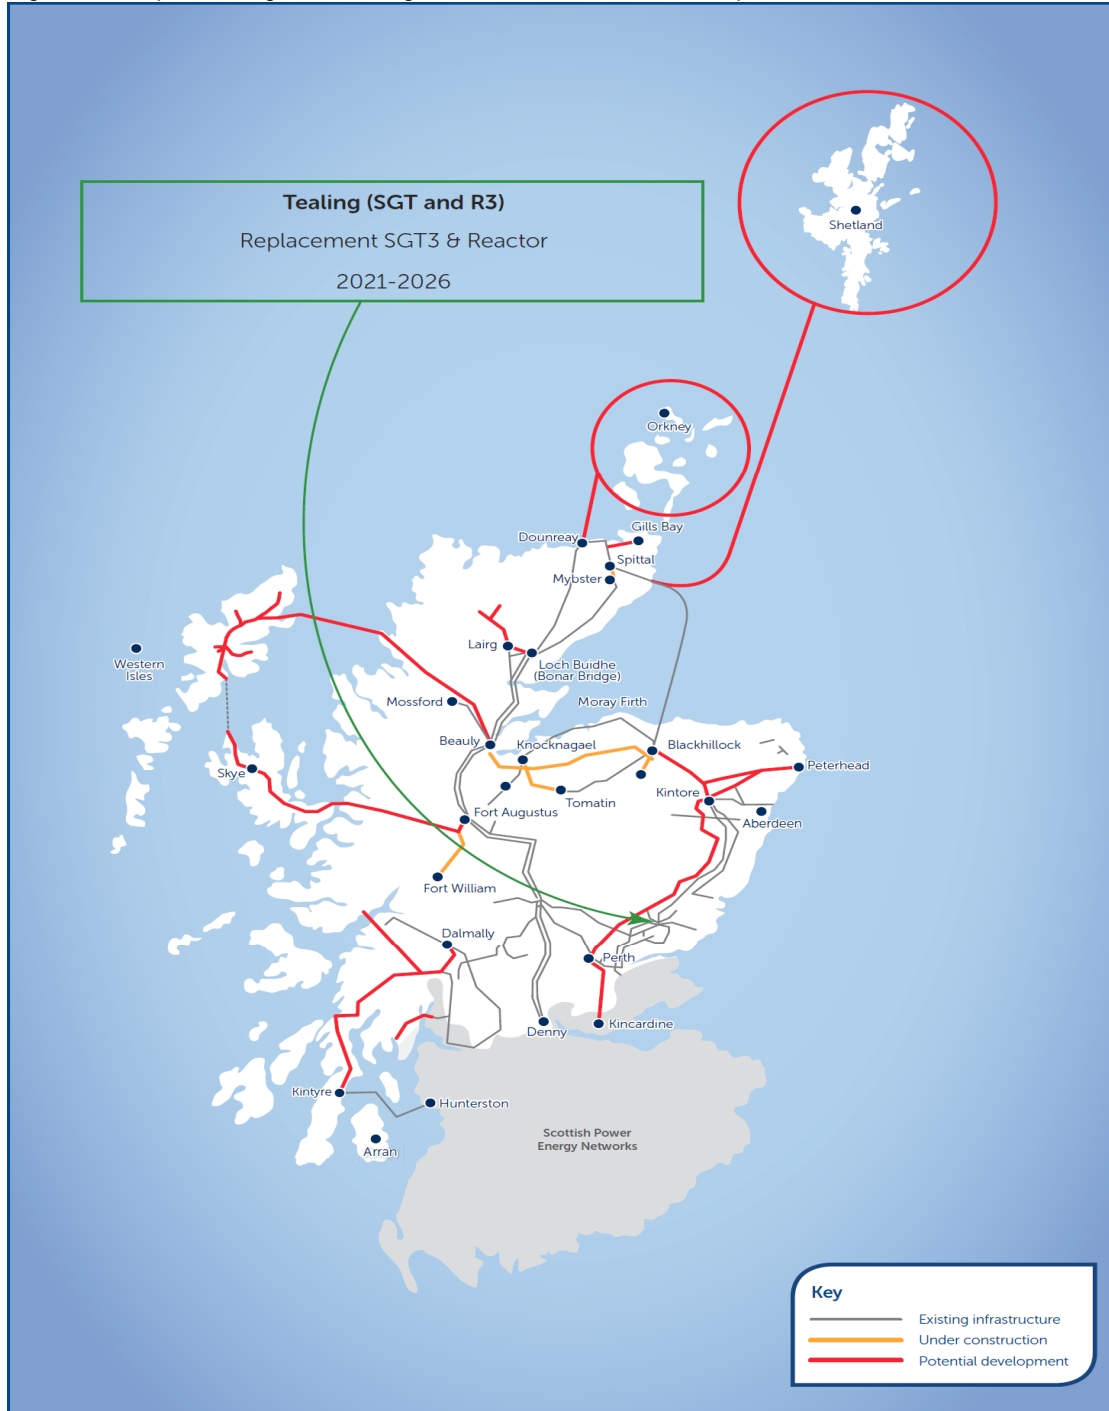 Tealing (SGT and R3)
Replacement SGT3 & Reactor
2021-2026
Shetland
Orkney
Gills Bay
Dounreay
Spittal
Mybster
Lairg
Loch Buidhe
(Bonar Bridge)
Western
Isles
Mossford
Moray Firth
Beauly
Knocknagael
Blackhillock
Peterhead
Skye
Tomatin
Kintore
Fort Augustus
Aberdeen
Fort William
Dalmally
Perth
Denny
Kincardine
Kintyre
Hunterston
Arran
Scottish Power
Energy Networks
Key
Existing infrastructure
Under construction
Potential development